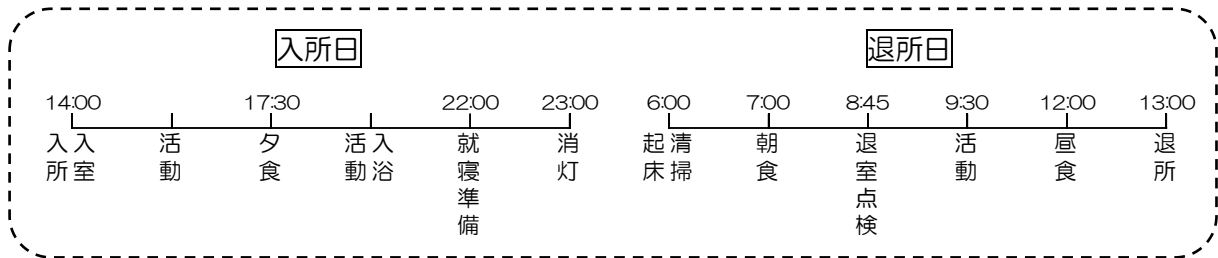 入所日
退所日
14:00 17:30 22:00 23:00 6:00 7:00 8:45 9:30 12:00 13:00
入所
入室
活動
夕食
活動
入浴
就寝準備
消灯
起床
清掃
朝食
退室点検
活動
昼食
退所